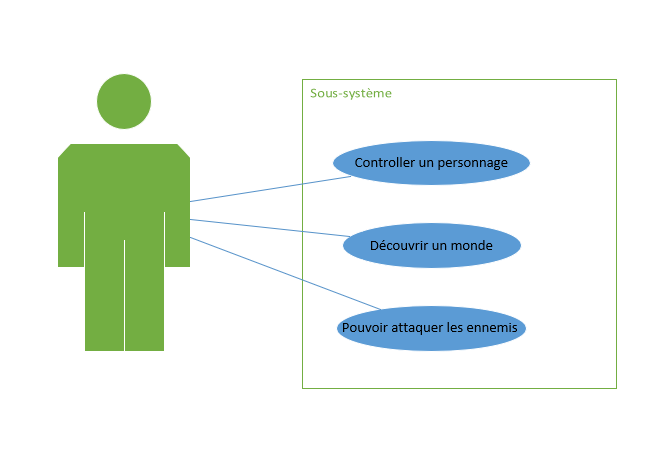 Sous-système
Controller un personnage
Découvrir un monde
Pouvoir attaquer les ennemis